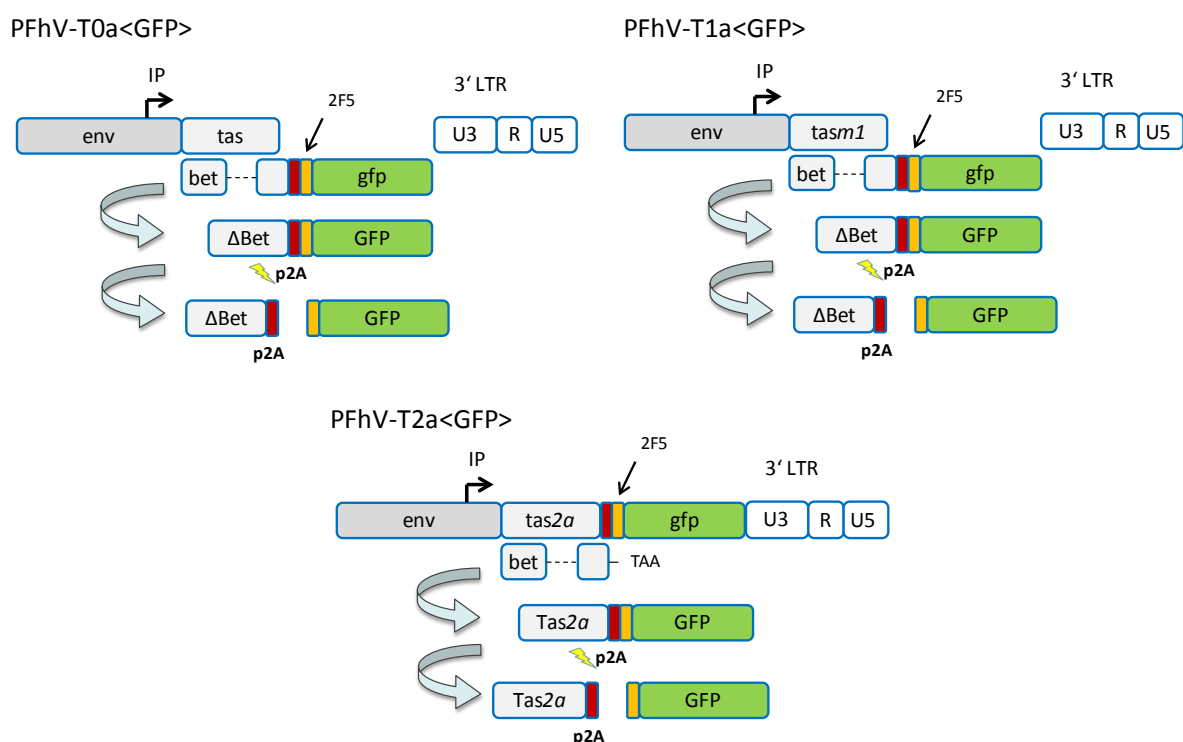 PFhV-T0a<GFP>
IP
2F5
3‘ LTR
env
tas
U3
R
U5
bet
gfp
ΔBet
GFP
p2A
ΔBet
GFP
p2A
PFhV-T1a<GFP>
IP
2F5
3‘ LTR
env
tasm1
U3
R
U5
bet
gfp
ΔBet
GFP
p2A
ΔBet
GFP
p2A
PFhV-T2a<GFP>
IP
2F5
3‘ LTR
env
tas2a
gfp
U3
R
U5
bet
TAA
Tas2a
GFP
p2A
Tas2a
GFP
p2A